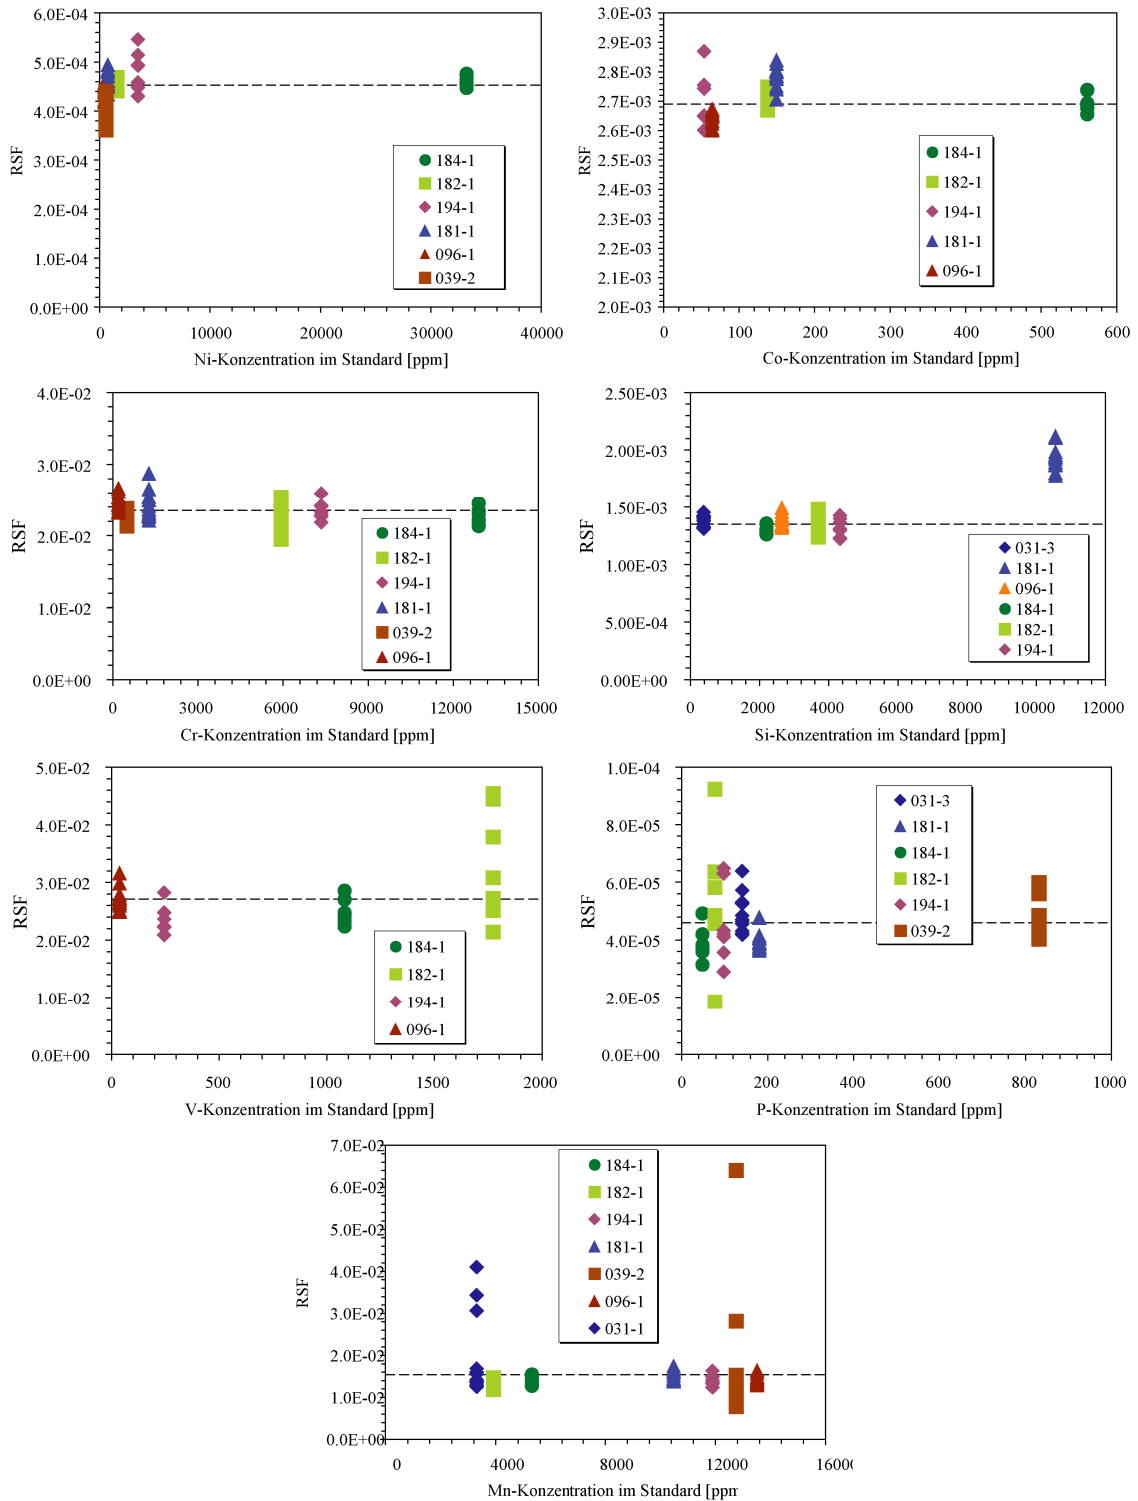 6.0E-04
5.0E-04
4.0E-04
3.0E-04
2.0E-04
1.0E-04
0.0E+00
RSF
184-1
182-1
194-1
181-1
096-1
039-2
0 10000 20000 30000 40000
Ni-Konzentration im Standard [ppm]
3.0E-03
2.9E-03
2.8E-03
2.7E-03
2.6E-03
2.5E-03
2.4E-03
2.3E-03
2.2E-03
2.1E-03
2.0E-03
RSF
184-1
182-1
194-1
181-1
096-1
0 100 200 300 400 500 600
Co-Konzentration im Standard [ppm]
4.0E-02
3.0E-02
2.0E-02
1.0E-02
0.0E+00
RSF
184-1
182-1
194-1
181-1
039-2
096-1
0 3000 6000 9000 12000 15000
Cr-Konzentration im Standard [ppm]
2.50E-03
2.00E-03
1.50E-03
1.00E-03
5.00E-04
0.00E+00
RSF
031-3
181-1
096-1
184-1
182-1
194-1
0 2000 4000 6000 8000 10000 12000
Si-Konzentration im Standard [ppm]
5.0E-02
4.0E-02
3.0E-02
2.0E-02
1.0E-02
0.0E+00
RSF
184-1
182-1
194-1
096-1
0 500 1000 1500 2000
V-Konzentration im Standard [ppm]
1.0E-04
8.0E-05
6.0E-05
4.0E-05
2.0E-05
0.0E+00
RSF
031-3
181-1
184-1
182-1
194-1
039-2
0 200 400 600 800 1000
P-Konzentration im Standard [ppm]
7.0E-02
6.0E-02
5.0E-02
4.0E-02
3.0E-02
2.0E-02
1.0E-02
0.0E+00
RSF
184-1
182-1
194-1
181-1
039-2
096-1
031-1
0 4000 8000 12000 16000
Mn-Konzentration im Standard [ppm